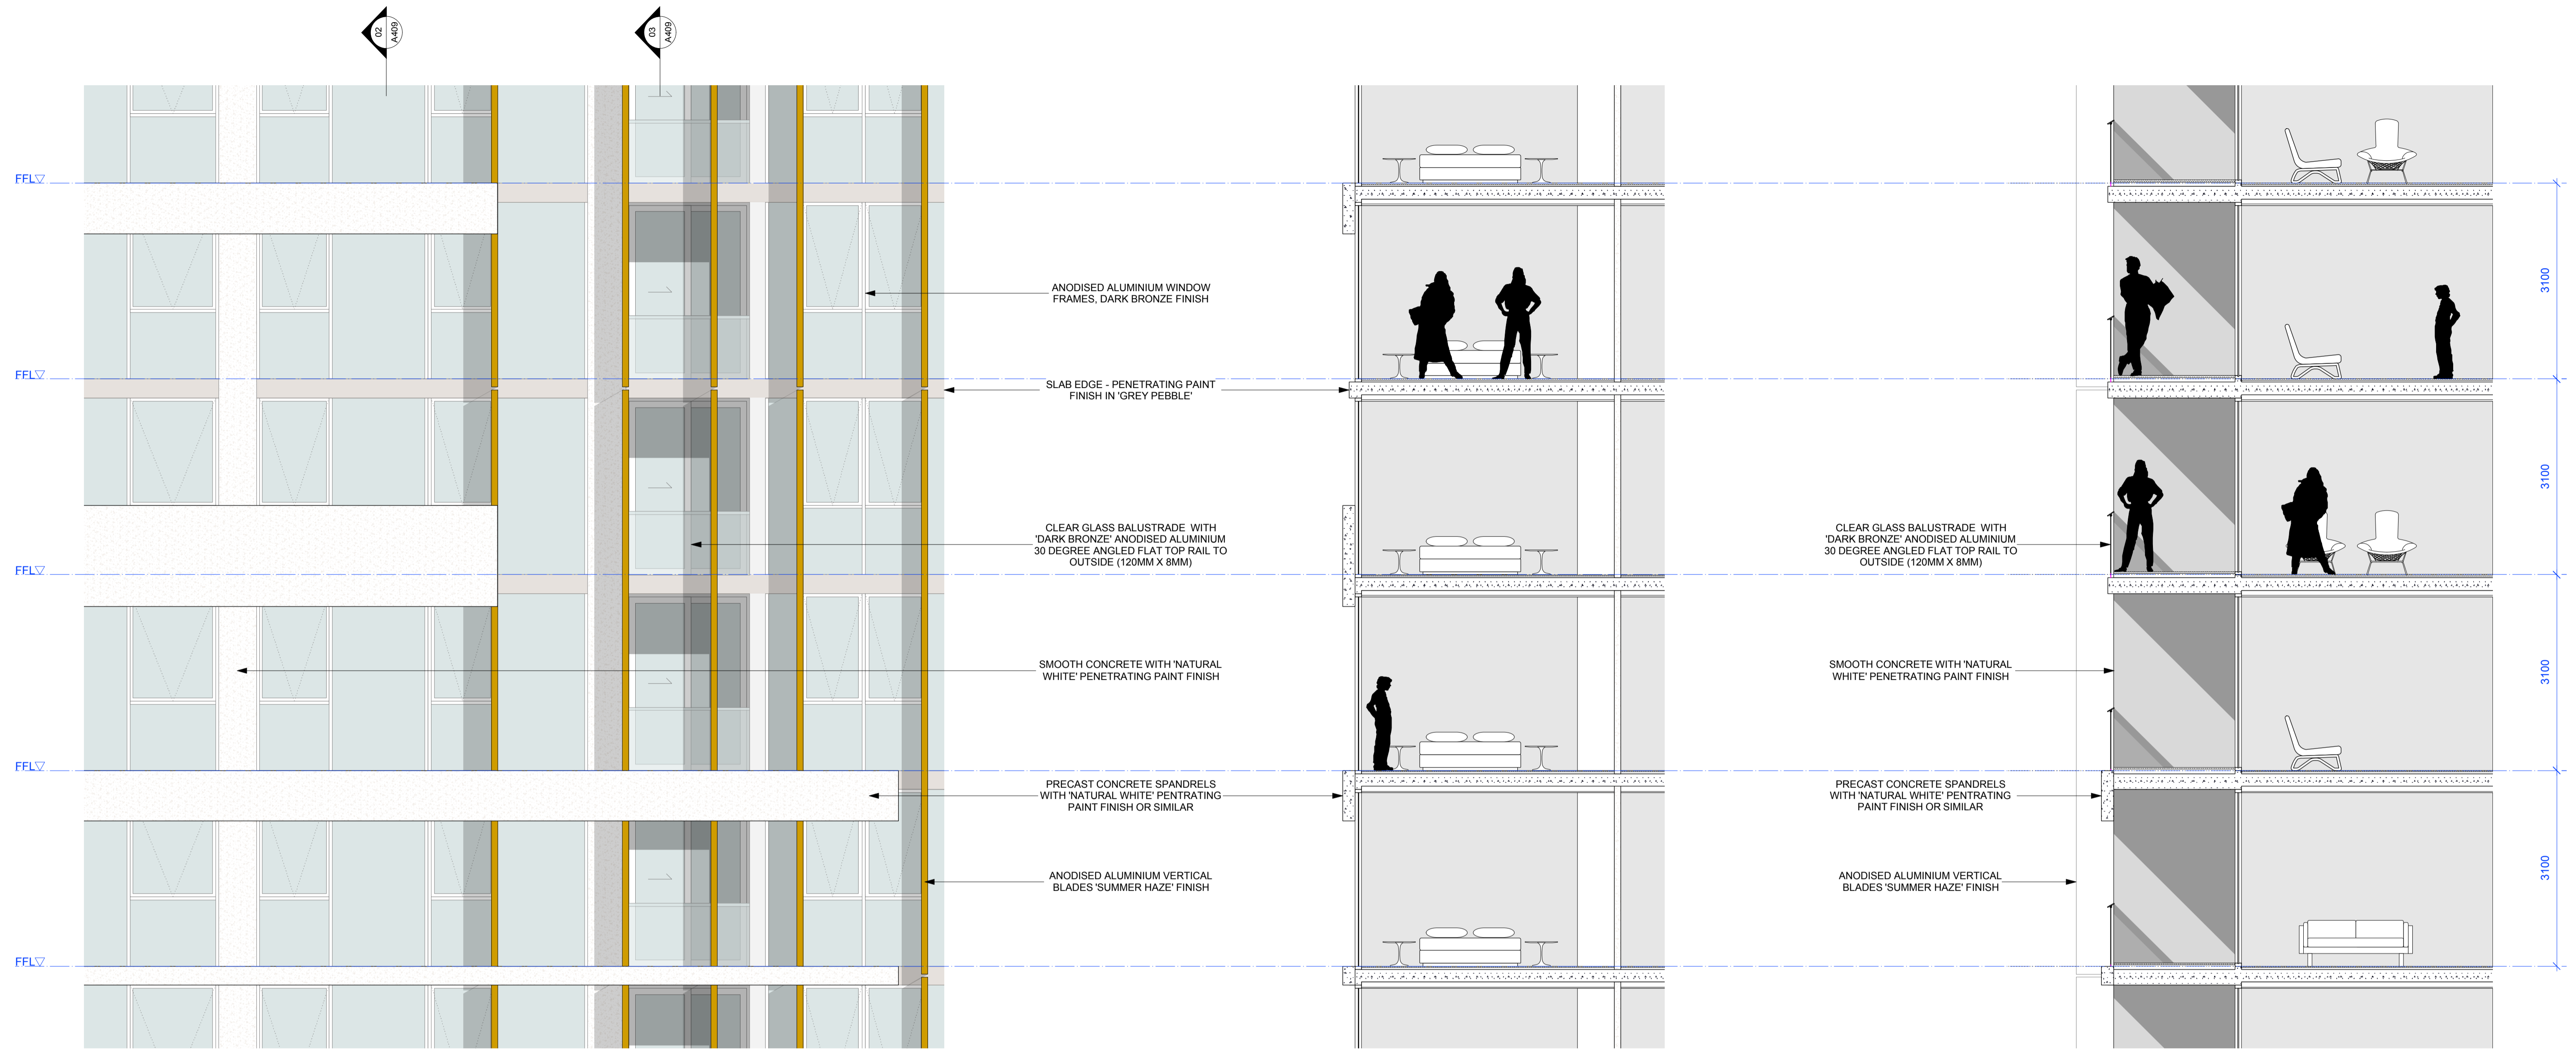 02
A409
03
A409
FFL
FFL
FFL
FFL
FFL
ANODISED ALUMINIUM WINDOW
FRAMES, DARK BRONZE FINISH
SLAB EDGE - PENETRATING PAINT
FINISH IN 'GREY PEBBLE'
CLEAR GLASS BALUSTRADE WITH
'DARK BRONZE' ANODISED ALUMINIUM
30 DEGREE ANGLED FLAT TOP RAIL TO
OUTSIDE (120MM X 8MM)
SMOOTH CONCRETE WITH 'NATURAL
WHITE' PENETRATING PAINT FINISH
PRECAST CONCRETE SPANDRELS
WITH 'NATURAL WHITE' PENTRATING
PAINT FINISH OR SIMILAR
ANODISED ALUMINIUM VERTICAL
BLADES 'SUMMER HAZE' FINISH
CLEAR GLASS BALUSTRADE WITH
'DARK BRONZE' ANODISED ALUMINIUM
30 DEGREE ANGLED FLAT TOP RAIL TO
OUTSIDE (120MM X 8MM)
SMOOTH CONCRETE WITH 'NATURAL
WHITE' PENETRATING PAINT FINISH
PRECAST CONCRETE SPANDRELS
WITH 'NATURAL WHITE' PENTRATING
PAINT FINISH OR SIMILAR
ANODISED ALUMINIUM VERTICAL
BLADES 'SUMMER HAZE' FINISH
3100
3100
3100
3100